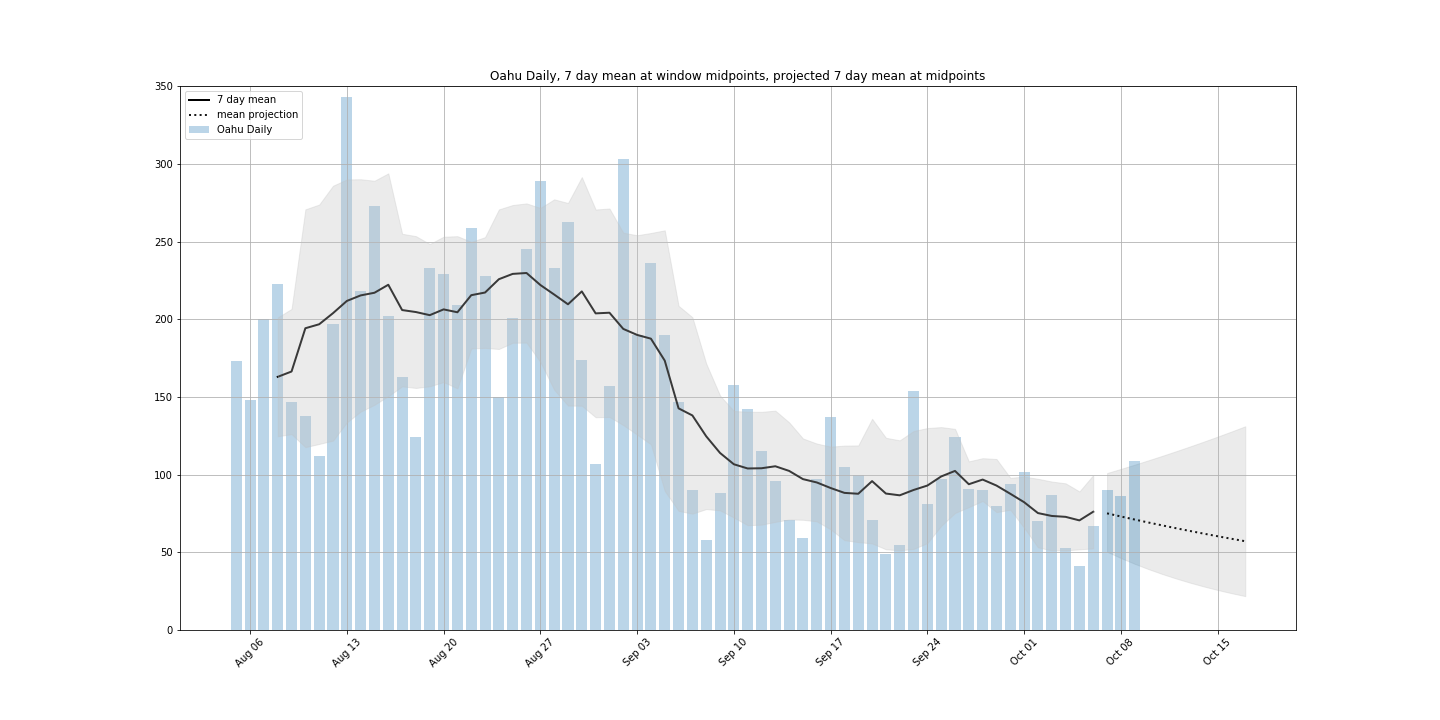 Oahu Daily, 7 day mean at window midpoints, projected 7 day mean at midpoints
7 day mean
mean projection
Oahu Daily
350
300
250
200
150
100
50
0
Aug 06
Aug 13
Aug 20
Aug 27
Sep 03
Sep 10
Sep 17
Sep 24
Oct 01
Oct 08
Oct 15